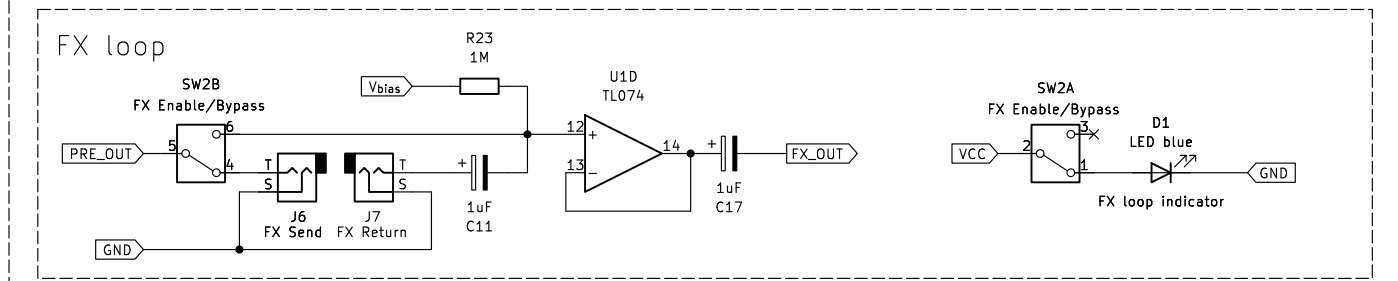 FX loop
R23
1M
Vbias
SW2B
FX Enable/Bypass
PRE_OUT
5
6
4
T
S
J6
FX Send
T
S
J7
FX Return
GND
+
1uF
C11
U1D
TL074
12
+
13
-
14
+
1uF
C17
FX_OUT
SW2A
FX Enable/Bypass
VCC
2
3
1
D1
LED blue
GND
FX loop indicator